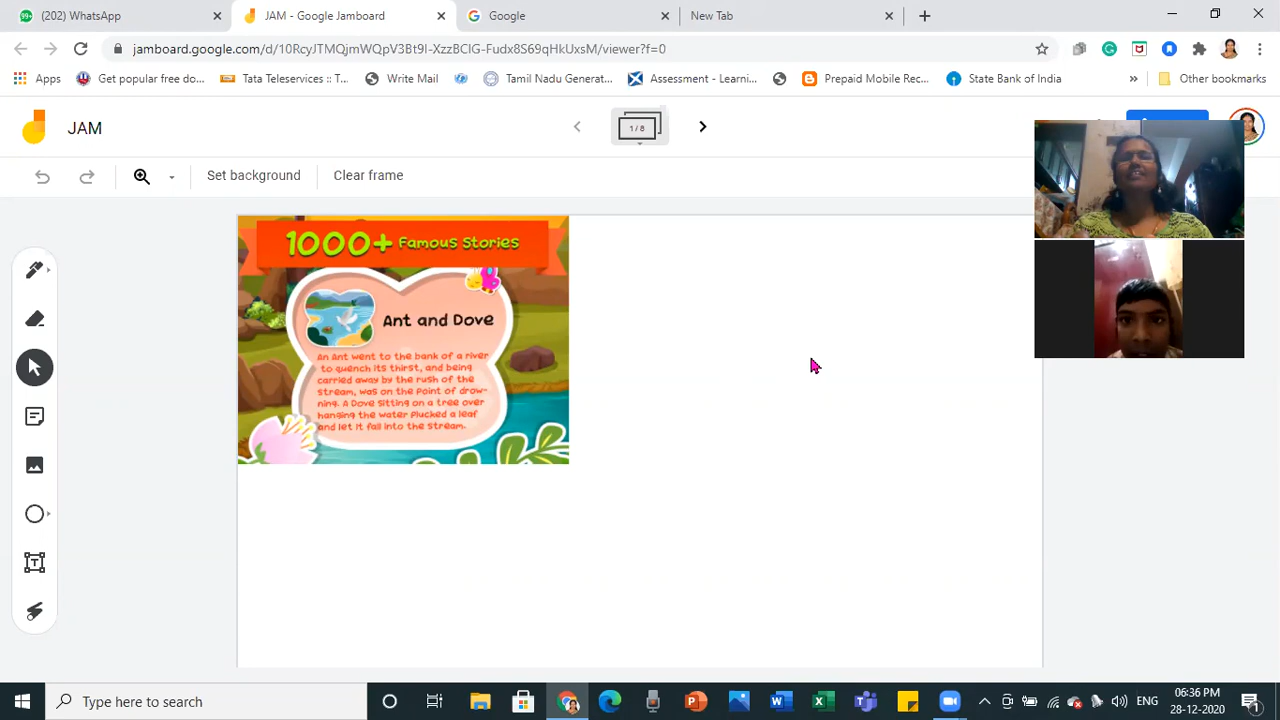 (202) WhatsApp
JAM - Google Jamboard
Google
New Tab
jamboard.google.com/d/10RcyJTMQjmWQpV3Bt9I-XzzBCIG-Fudx8S69qHkUxsM/viewer?f=0
Apps
Get popular free do...
Tata Teleservices :: T...
Write Mail
Tamil Nadu Generat...
Assessment - Learni...
Prepaid Mobile Rec...
State Bank of India
»
Other bookmarks
JAM
1 / 8
Set background
Clear frame
1000+ Famous Stories
Ant and Dove
An Ant went to the bank of a river
to quench its thirst, and being
carried away by the rush of the
stream, was on the point of drow-
ning. A Dove sitting on a tree over
hanging the water plucked a leaf
and let it fall into the stream.
Type here to search
ENG
06:36 PM
28-12-2020